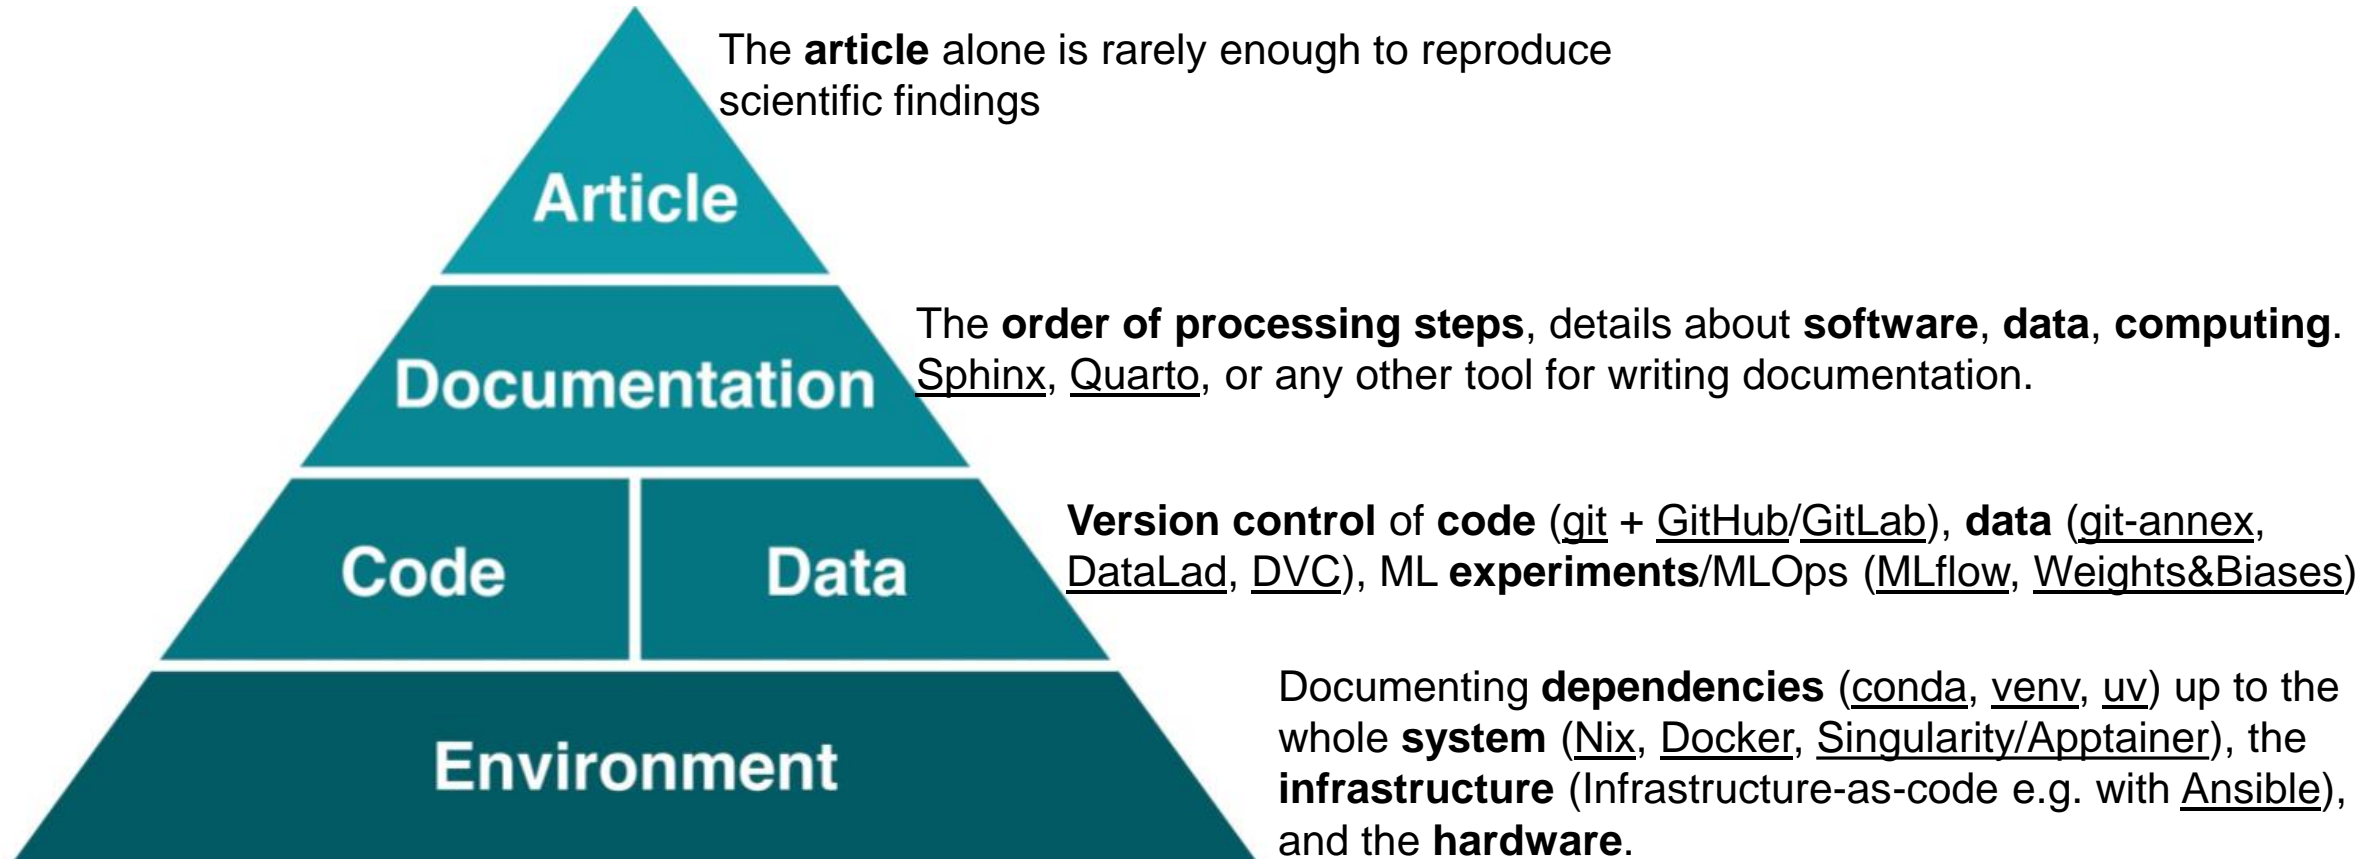 The article alone is rarely enough to reproduce
scientific findings
Article
The order of processing steps, details about software, data, computing.
Sphinx, Quarto, or any other tool for writing documentation.
Documentation
Version control of code (git + GitHub/GitLab), data (git-annex,
DataLad, DVC), ML experiments/MLOps (MLflow, Weights&Biases)
Code
Data
Documenting dependencies (conda, venv, uv) up to the
whole system (Nix, Docker, Singularity/Apptainer), the
infrastructure (Infrastructure-as-code e.g. with Ansible),
and the hardware.
Environment